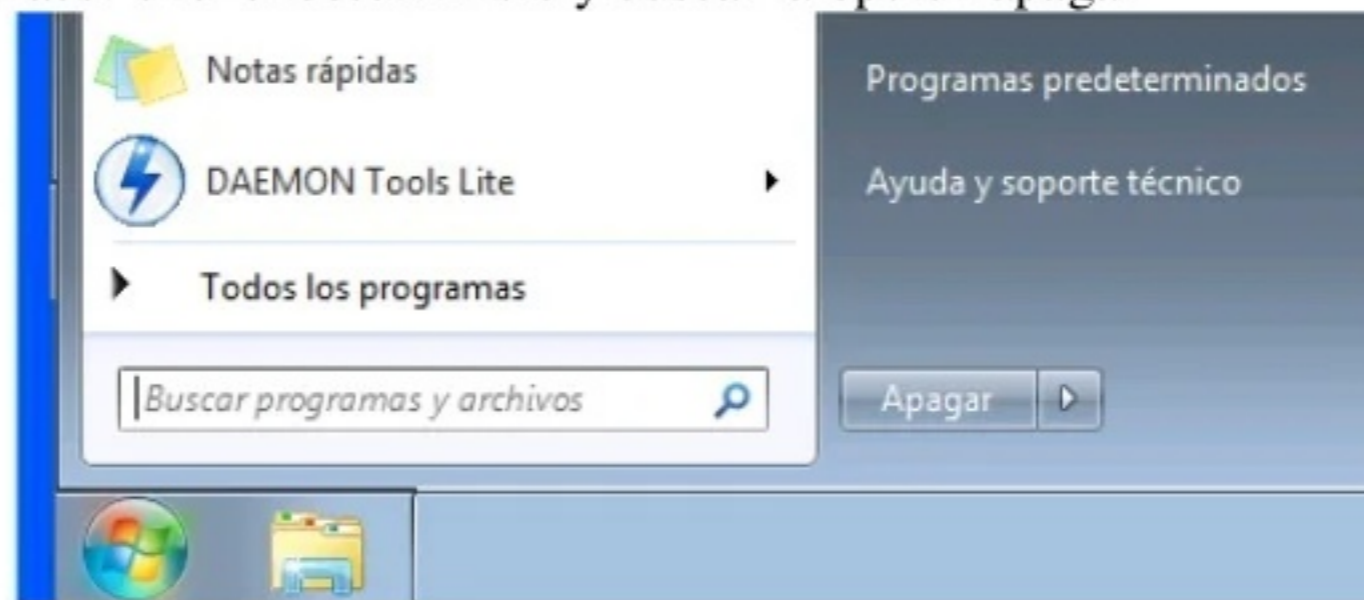 Notas rápidas
DAEMON Tools Lite
Todos los programas
Buscar programas y archivos
Programas predeterminados
Ayuda y soporte técnico
Apagar